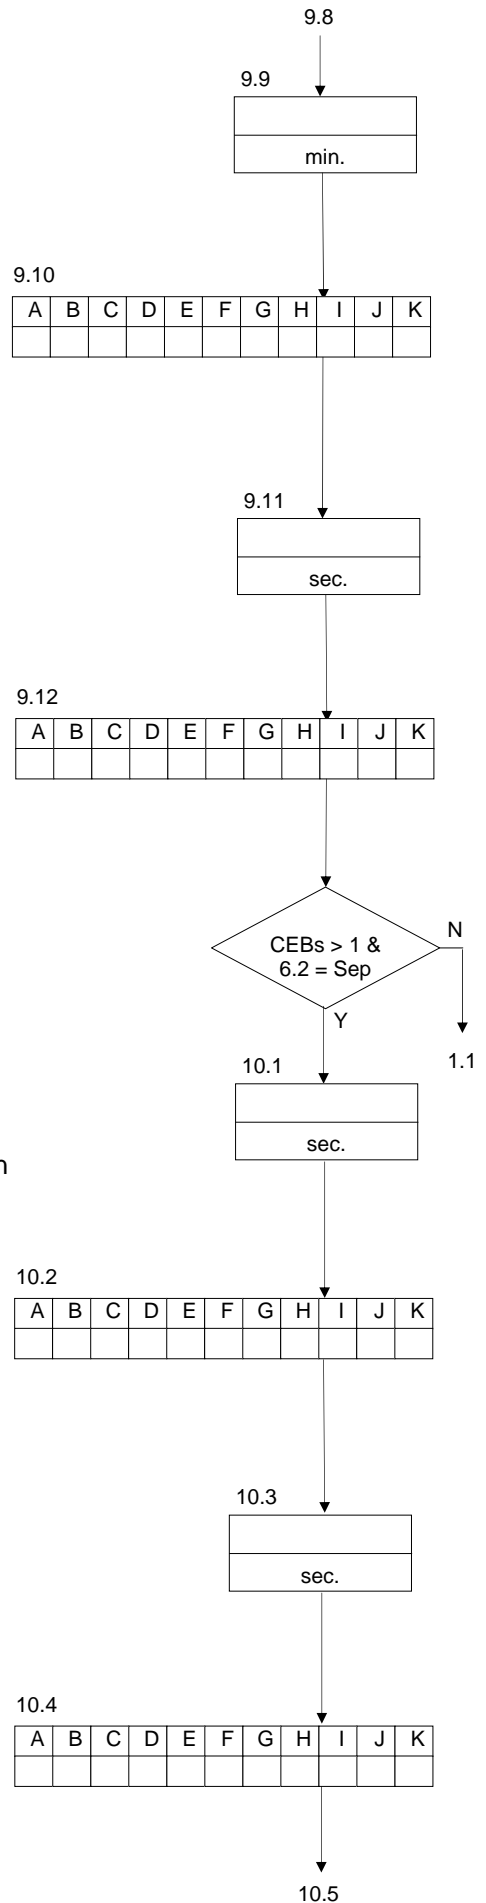 9.8
9.9
min.
9.10
A B C D E F G H I J K
9.11
sec.
9.12
A B C D E F G H I J K
CEBs > 1 &
6.2 = Sep
N
Y
1.1
10.1
sec.
n
10.2
A B C D E F G H I J K
10.3
sec.
10.4
A B C D E F G H I J K
10.5